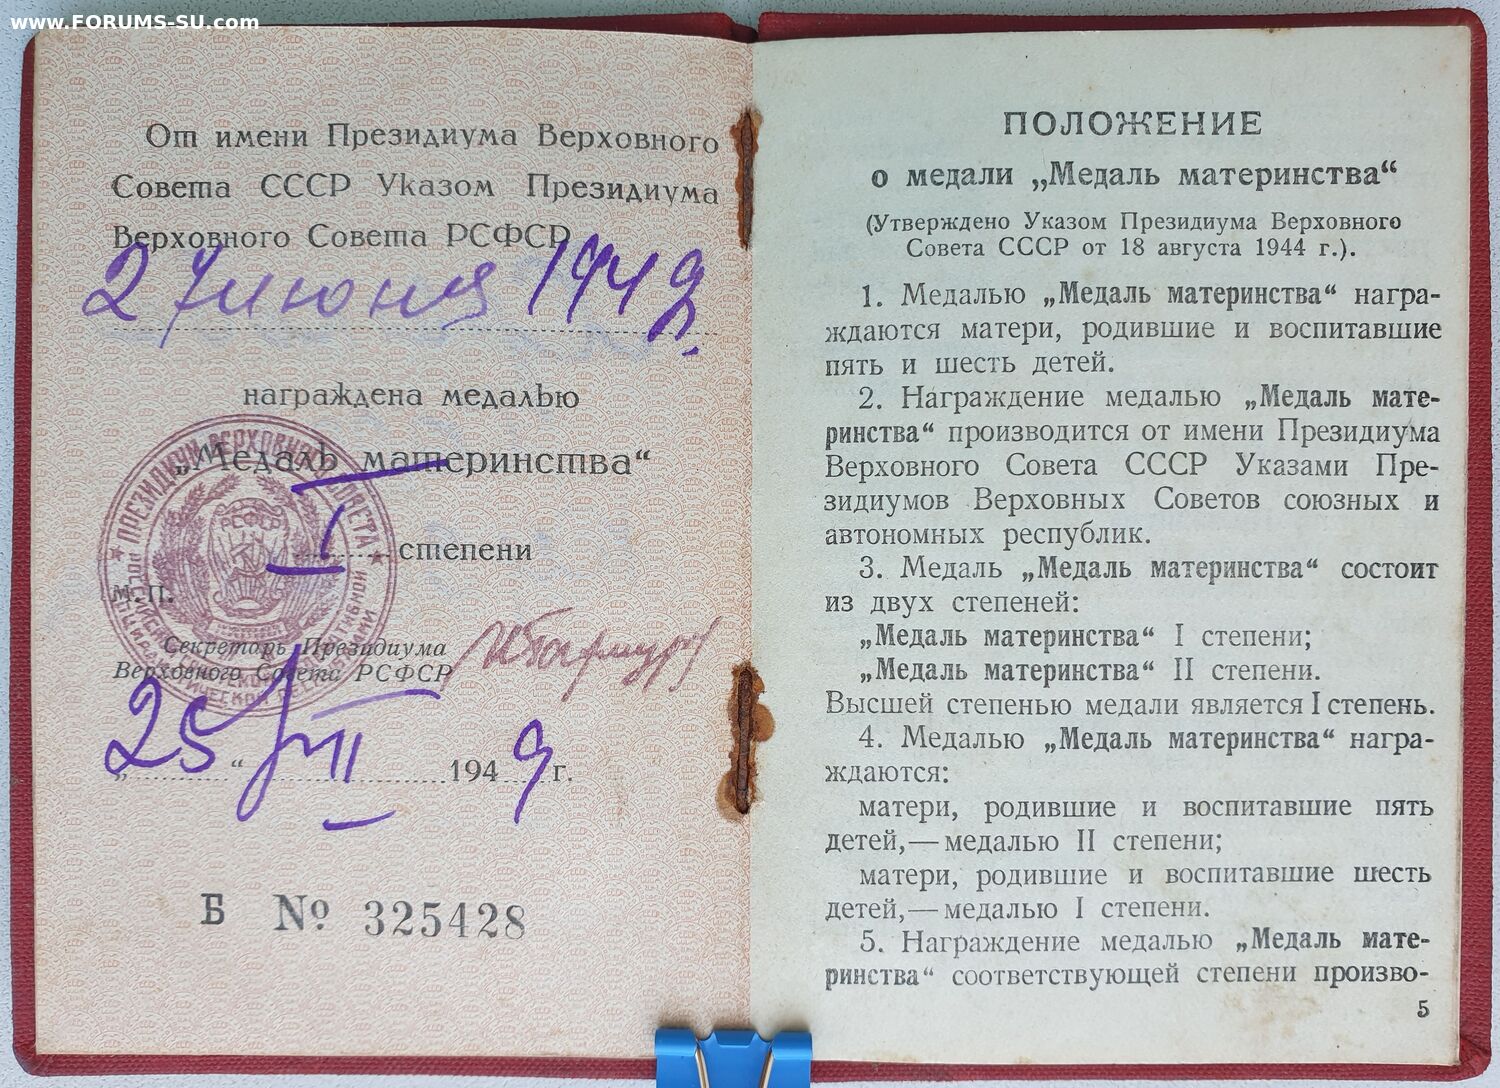 www.FORUMS-SU.com
От имени Президиума Верховного
Совета СССР Указом Президиума
Верховного Совета РСФСР
27 июня 1949г.
награждена медалью
„Медаль материнства“
I степени
М.П.
Секретарь Президиума
Верховного Совета РСФСР
„25“ VII 1949 г.
Б № 325428
ПОЛОЖЕНИЕ
о медали „Медаль материнства“
(Утверждено Указом Президиума Верховного
Совета СССР от 18 августа 1944 г.).
1. Медалью „Медаль материнства“ награ-
ждаются матери, родившие и воспитавшие
пять и шесть детей.
2. Награждение медалью „Медаль мате-
ринства“ производится от имени Президиума
Верховного Совета СССР Указами Пре-
зидиумов Верховных Советов союзных и
автономных республик.
3. Медаль „Медаль материнства“ состоит
из двух степеней:
„Медаль материнства“ I степени;
„Медаль материнства“ II степени.
Высшей степенью медали является I степень.
4. Медалью „Медаль материнства“ награ-
ждаются:
матери, родившие и воспитавшие пять
детей,—медалью II степени;
матери, родившие и воспитавшие шесть
детей,—медалью I степени.
5. Награждение медалью „Медаль мате-
ринства“ соответствующей степени произво-
5